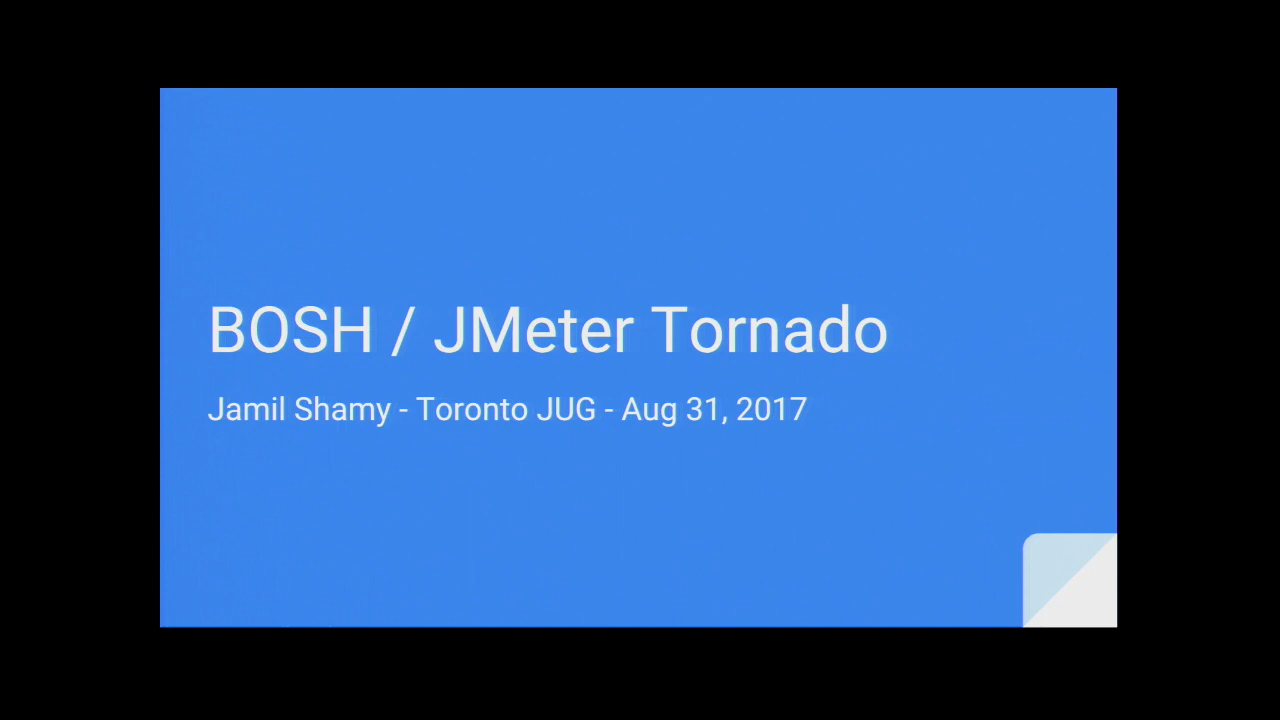 BOSH / JMeter Tornado
Jamil Shamy - Toronto JUG - Aug 31, 2017